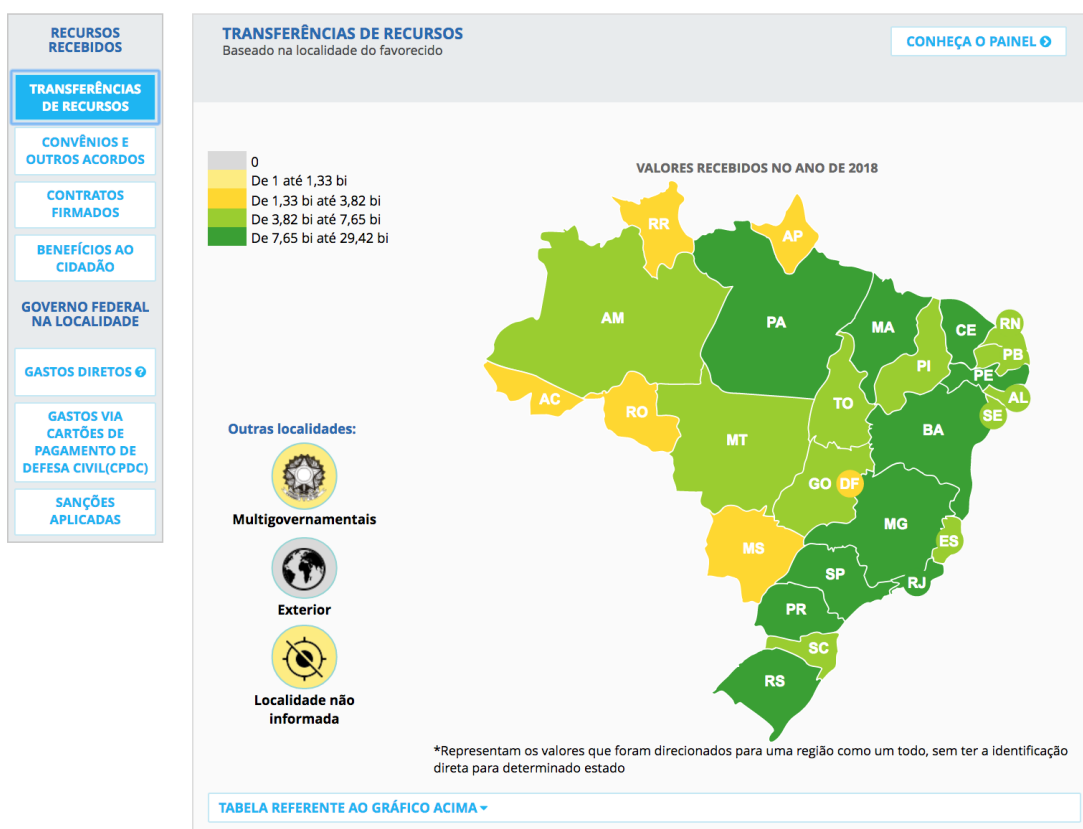 RECURSOS
RECEBIDOS
TRANSFERÊNCIAS
DE RECURSOS
CONVÊNIOS E
OUTROS ACORDOS
CONTRATOS
FIRMADOS
BENEFÍCIOS AO
CIDADÃO
GOVERNO FEDERAL
NA LOCALIDADE
GASTOS DIRETOS
GASTOS VIA
CARTÕES DE
PAGAMENTO DE
DEFESA CIVIL(CPDC)
SANÇÕES
APLICADAS
TRANSFERÊNCIAS DE RECURSOS
Baseado na localidade do favorecido
CONHEÇA O PAINEL
0
De 1 até 1,33 bi
De 1,33 bi até 3,82 bi
De 3,82 bi até 7,65 bi
De 7,65 bi até 29,42 bi
VALORES RECEBIDOS NO ANO DE 2018
RR
AP
AM
PA
MA
CE
RN
PB
PI
PE
AC
RO
TO
AL
SE
BA
MT
GO
DF
MG
MS
ES
SP
RJ
PR
SC
RS
Outras localidades:
Multigovernamentais
Exterior
Localidade não
informada
*Representam os valores que foram direcionados para uma região como um todo, sem ter a identificação
direta para determinado estado
TABELA REFERENTE AO GRÁFICO ACIMA